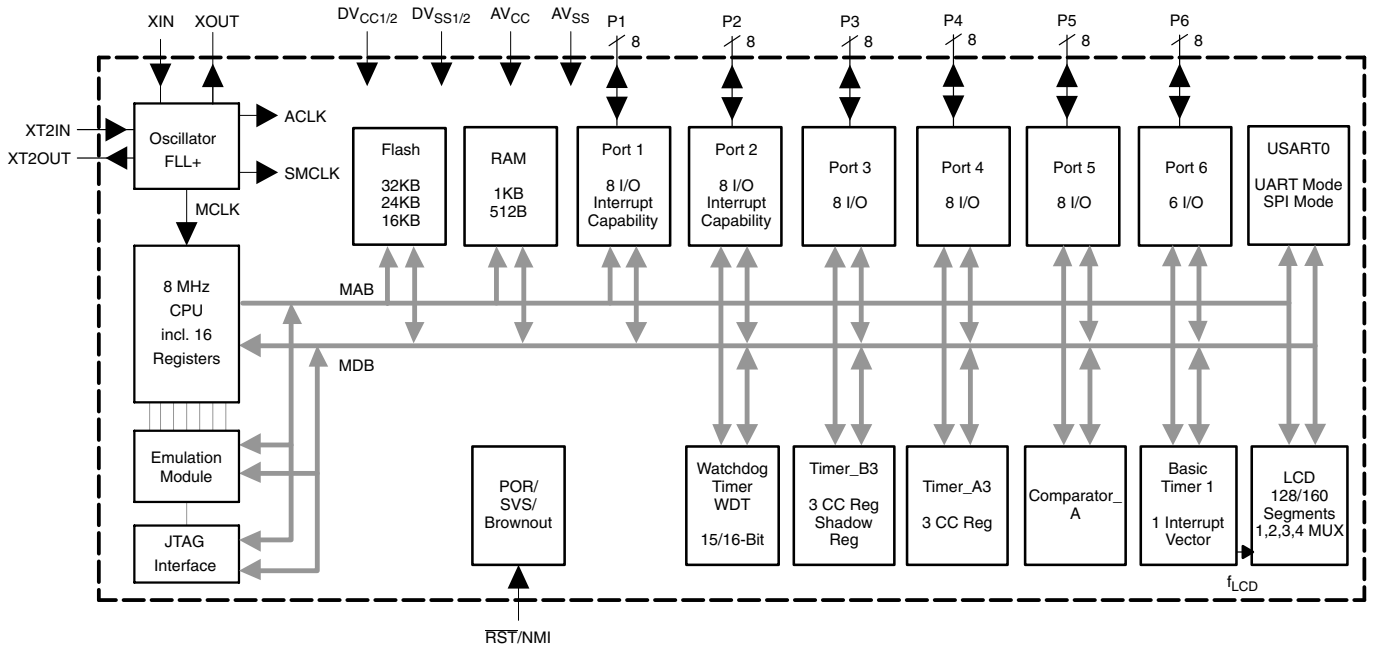 XIN
XOUT
DVCC1/2
DVSS1/2
AVCC
AVSS
P1
P2
P3
P4
P5
P6
8
8
8
8
8
8
XT2IN
XT2OUT
Oscillator
FLL+
ACLK
SMCLK
MCLK
Flash
32KB
24KB
16KB
RAM
1KB
512B
Port 1
8 I/O
Interrupt
Capability
Port 2
8 I/O
Interrupt
Capability
Port 3
8 I/O
Port 4
8 I/O
Port 5
8 I/O
Port 6
6 I/O
USART0
UART Mode
SPI Mode
8 MHz
CPU
incl. 16
Registers
MAB
MDB
Emulation
Module
JTAG
Interface
POR/
SVS/
Brownout
Watchdog
Timer
WDT
15/16-Bit
Timer_B3
3 CC Reg
Shadow
Reg
Timer_A3
3 CC Reg
Comparator_
A
Basic
Timer 1
1 Interrupt
Vector
LCD
128/160
Segments
1,2,3,4 MUX
fLCD
RST/NMI